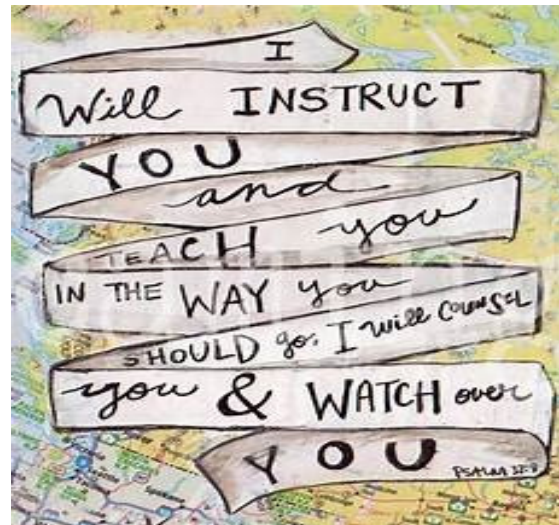 I
Will INSTRUCT
YOU
and
TEACH you
IN THE WAY you
SHOULD go. I will counsel
you & WATCH over
YOU
PSALM 32:8